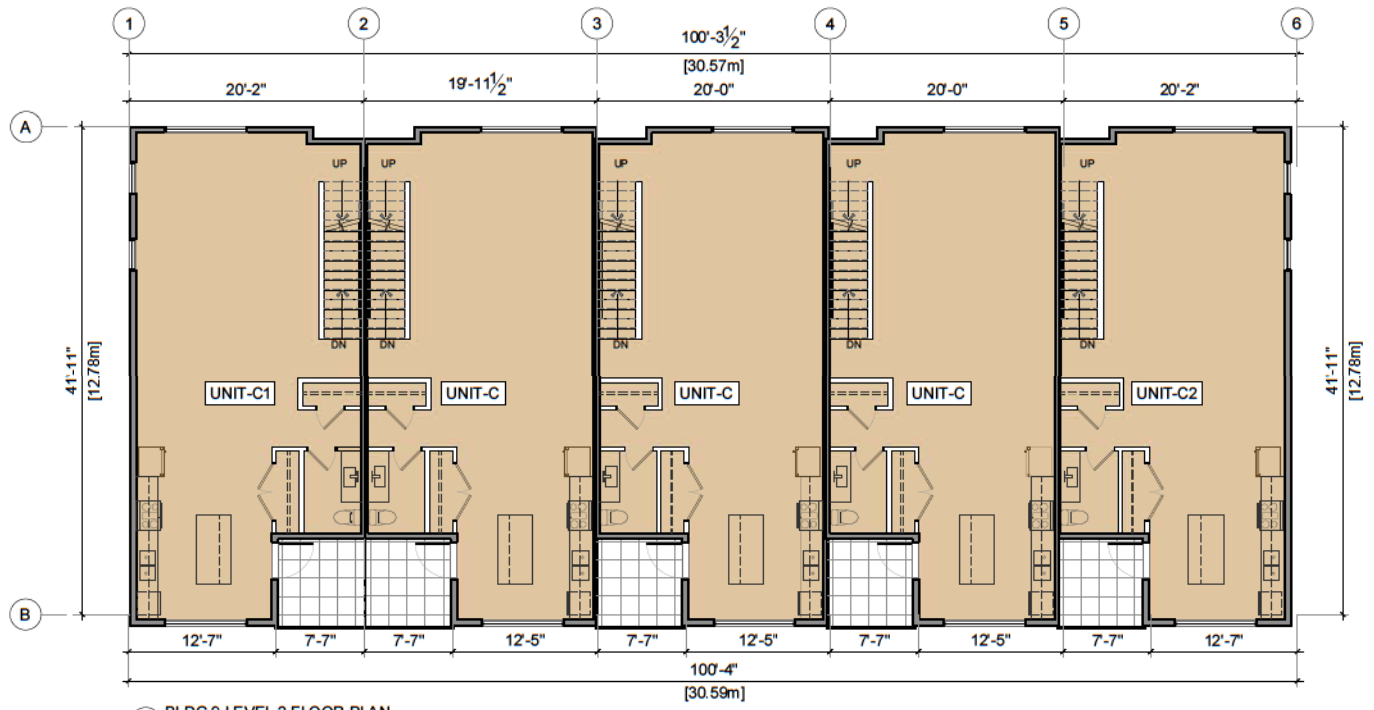 1 2 3 4 5 6
100'-3½"
[30.57m]
20'-2" 19'-11½" 20'-0" 20'-0" 20'-2"
A
UP UP UP UP UP
DN DN DN DN DN
41'-11"
[12.78m]
41'-11"
[12.78m]
UNIT-C1 UNIT-C UNIT-C UNIT-C UNIT-C2
B
12'-7" 7'-7" 7'-7" 12'-5" 7'-7" 12'-5" 7'-7" 12'-5" 7'-7" 12'-7"
100'-4"
[30.59m]